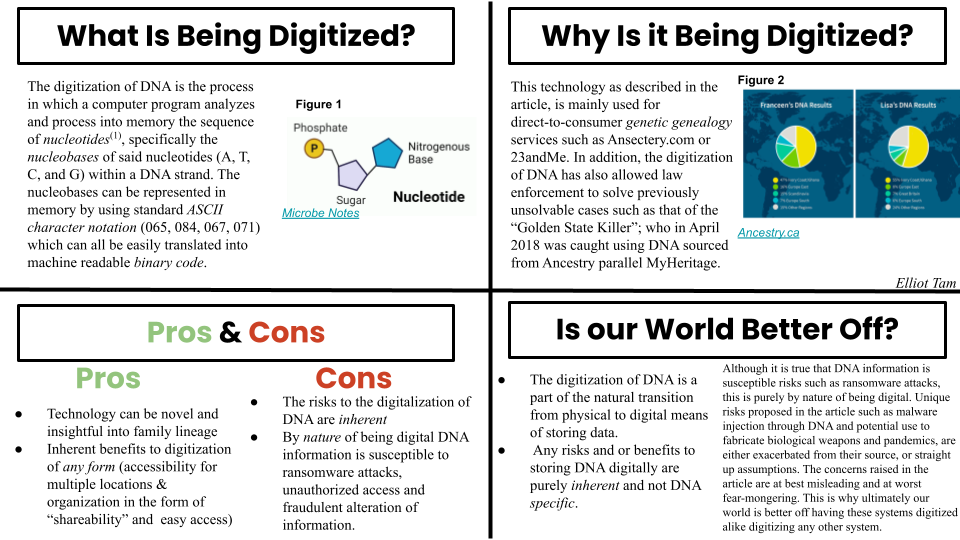 What Is Being Digitized?
The digitization of DNA is the process
in which a computer program analyzes
and process into memory the sequence
of nucleotides(1), specifically the
nucleobases of said nucleotides (A, T,
C, and G) within a DNA strand. The
nucleobases can be represented in
memory by using standard ASCII
character notation (065, 084, 067, 071)
which can all be easily translated into
machine readable binary code.
Figure 1
Phosphate
P
Nitrogenous
Base
Sugar
Nucleotide
Microbe Notes
Why Is it Being Digitized?
This technology as described in the
article, is mainly used for
direct-to-consumer genetic genealogy
services such as Ansectery.com or
23andMe. In addition, the digitization
of DNA has also allowed law
enforcement to solve previously
unsolvable cases such as that of the
“Golden State Killer”; who in April
2018 was caught using DNA sourced
from Ancestry parallel MyHeritage.
Figure 2
Franceen's DNA Results
Lisa's DNA Results
Ancestry.ca
Elliot Tam
Pros & Cons
Pros
Technology can be novel and
insightful into family lineage
Inherent benefits to digitization
of any form (accessibility for
multiple locations &
organization in the form of
“shareability” and easy access)
Cons
The risks to the digitalization of
DNA are inherent
By nature of being digital DNA
information is susceptible to
ransomware attacks,
unauthorized access and
fraudulent alteration of
information.
Is our World Better Off?
The digitization of DNA is a
part of the natural transition
from physical to digital means
of storing data.
Any risks and or benefits to
storing DNA digitally are
purely inherent and not DNA
specific.
Although it is true that DNA information is
susceptible risks such as ransomware attacks,
this is purely by nature of being digital. Unique
risks proposed in the article such as malware
injection through DNA and potential use to
fabricate biological weapons and pandemics, are
either exacerbated from their source, or straight
up assumptions. The concerns raised in the
article are at best misleading and at worst
fear-mongering. This is why ultimately our
world is better off having these systems digitized
alike digitizing any other system.